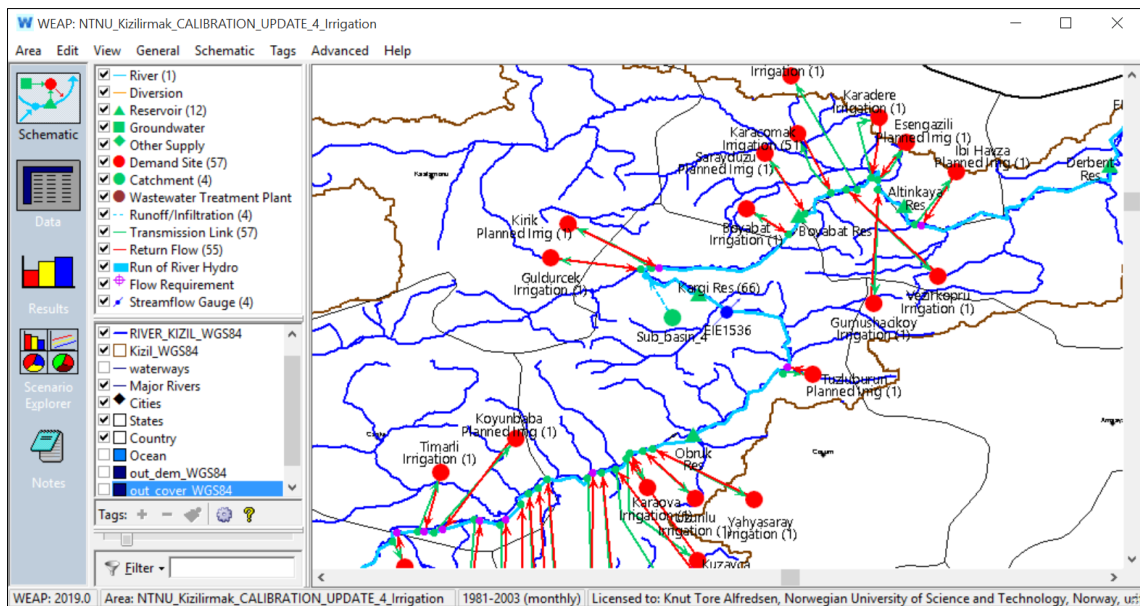 WEAP: NTNU_Kizilirmak_CALIBRATION_UPDATE_4_Irrigation
Area Edit View General Schematic Tags Advanced Help
Schematic
Data
Results
Scenario
Explorer
Notes
River (1)
Diversion
Reservoir (12)
Groundwater
Other Supply
Demand Site (57)
Catchment (4)
Wastewater Treatment Plant
Runoff/Infiltration (4)
Transmission Link (57)
Return Flow (55)
Run of River Hydro
Flow Requirement
Streamflow Gauge (4)
RIVER_KIZIL_WGS84
Kizil_WGS84
waterways
Major Rivers
Cities
States
Country
Ocean
out_dem_WGS84
out_cover_WGS84
Tags:
Filter
Irrigation (1)
Karadere
Irrigation (1)
Esengazili
Planned Irrig (1)
Karacomak
Irrigation (51)
Sarayduzu
Planned Irrig (1)
Ibi Hayza
Planned Irrig (1)
Derbent
Res
Altinkaya
Res
Kastamonu
Kirik
Planned Irrig (1)
Boyabat
Irrigation (1)
Boyabat Res
Guldurcek
Irrigation (1)
Kargi Res (66)
Vezirkopru
Irrigation (1)
Gumushacikoy
Irrigation (1)
EIE1536
Sub_basin_4
Tuzluburun
Planned Irrig (1)
Koyunbaba
Planned Img (1)
Timarli
Irrigation (1)
Obruk
Res
Corum
Karaova
Irrigation
Uzunlu
Irrigation (1)
Yahyasaray
Irrigation (1)
WEAP: 2019.0 Area: NTNU_Kizilirmak_CALIBRATION_UPDATE_4_Irrigation 1981-2003 (monthly) Licensed to: Knut Tore Alfredsen, Norwegian University of Science and Technology, Norway,